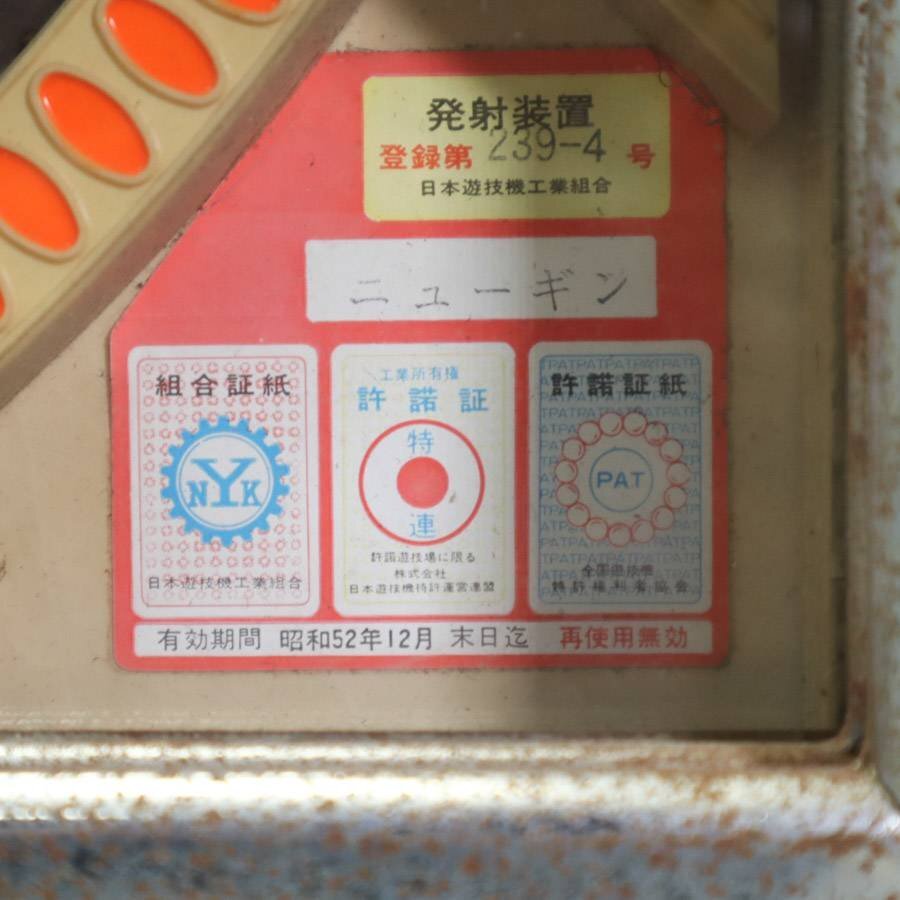 発射装置
登録第 239-4 号
日本遊技機工業組合
ニューギン
組合証紙
NYK
日本遊技機工業組合
工業所有権
許諾証
特
連
許諾遊技場に限る
株式会社
日本遊技機特許運営連盟
許諾証紙
PAT
全国遊技機
特許権利者協会
有効期間 昭和52年12月 末日迄 再使用無効